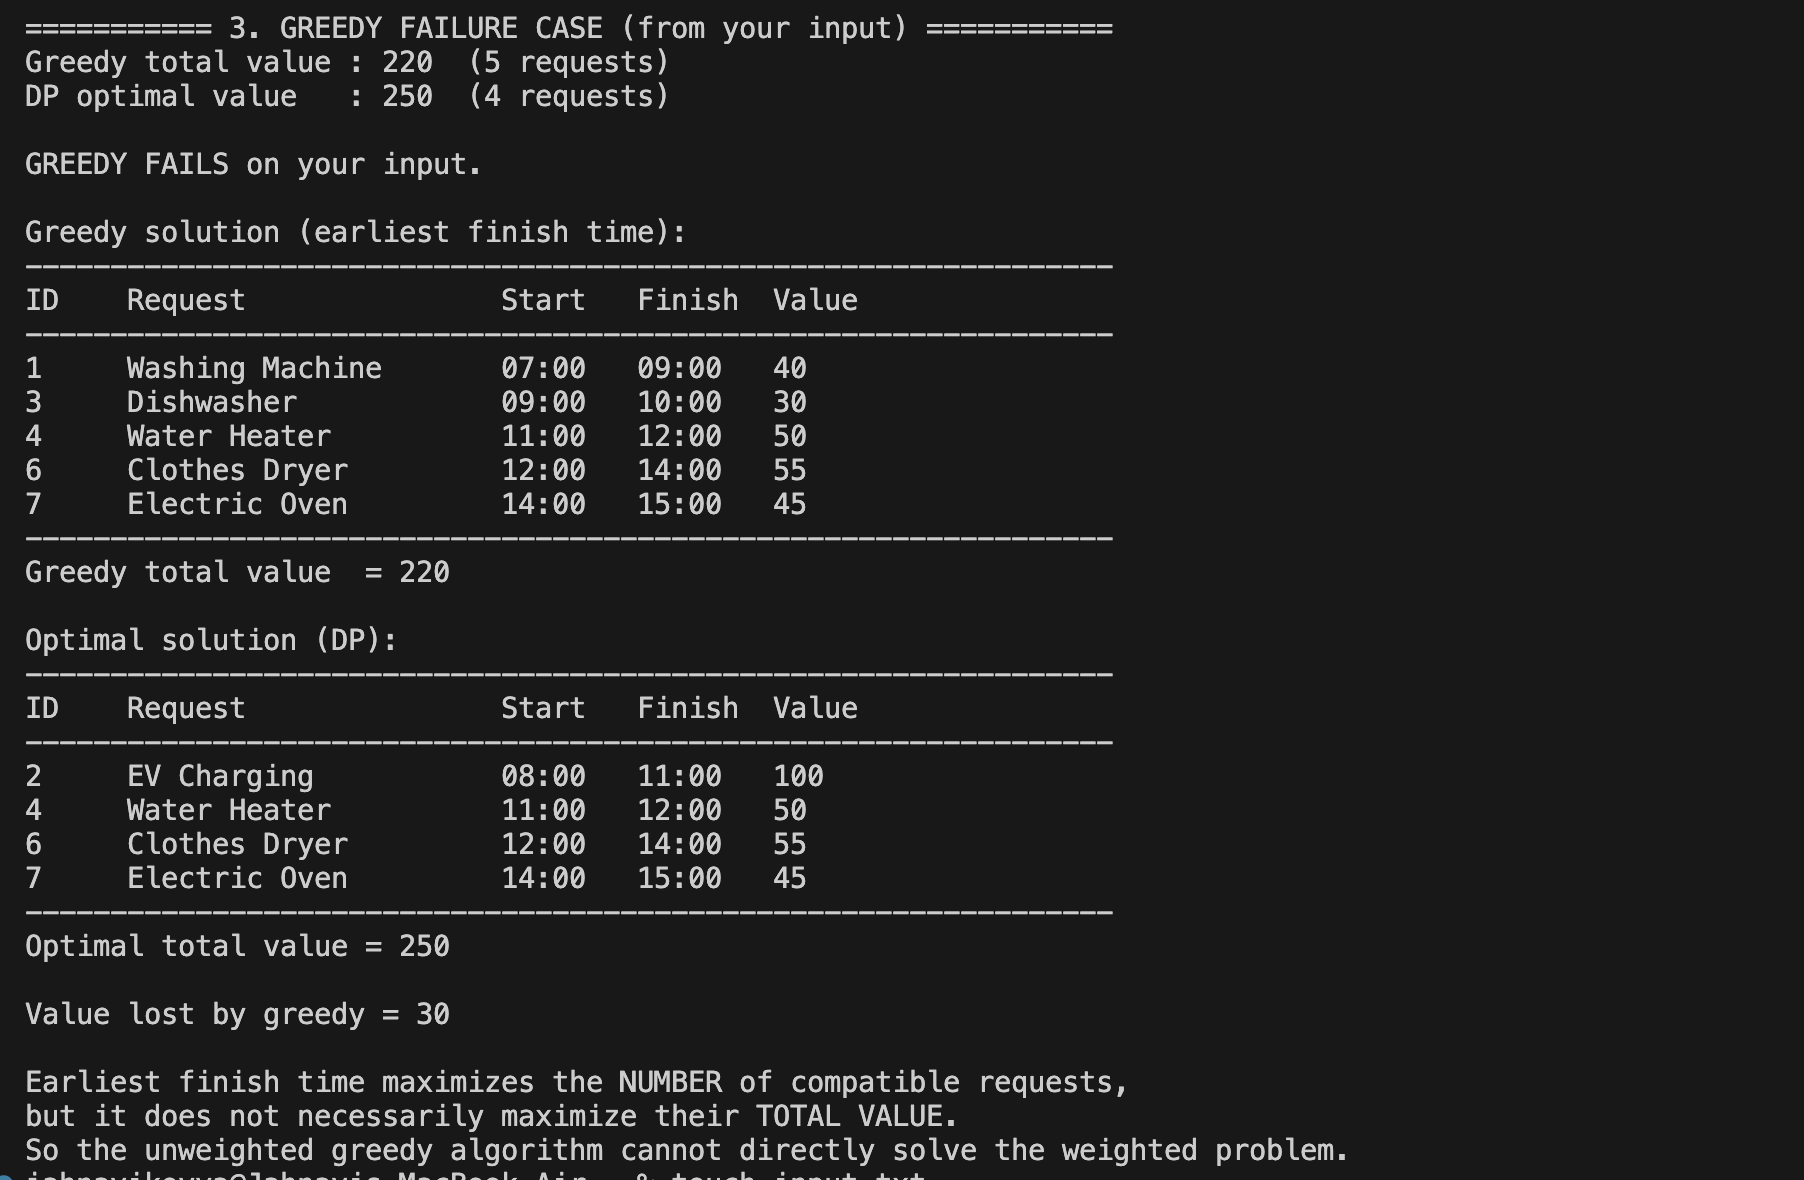 =========== 3. GREEDY FAILURE CASE (from your input) ===========
Greedy total value : 220  (5 requests)
DP optimal value   : 250  (4 requests)
GREEDY FAILS on your input.
Greedy solution (earliest finish time):
----------------------------------------------------------------
ID    Request               Start   Finish  Value
----------------------------------------------------------------
1     Washing Machine       07:00   09:00   40
3     Dishwasher            09:00   10:00   30
4     Water Heater          11:00   12:00   50
6     Clothes Dryer         12:00   14:00   55
7     Electric Oven         14:00   15:00   45
----------------------------------------------------------------
Greedy total value  = 220
Optimal solution (DP):
----------------------------------------------------------------
ID    Request               Start   Finish  Value
----------------------------------------------------------------
2     EV Charging           08:00   11:00   100
4     Water Heater          11:00   12:00   50
6     Clothes Dryer         12:00   14:00   55
7     Electric Oven         14:00   15:00   45
----------------------------------------------------------------
Optimal total value = 250
Value lost by greedy = 30
Earliest finish time maximizes the NUMBER of compatible requests,
but it does not necessarily maximize their TOTAL VALUE.
So the unweighted greedy algorithm cannot directly solve the weighted problem.
MacBook-Air % touch input.txt